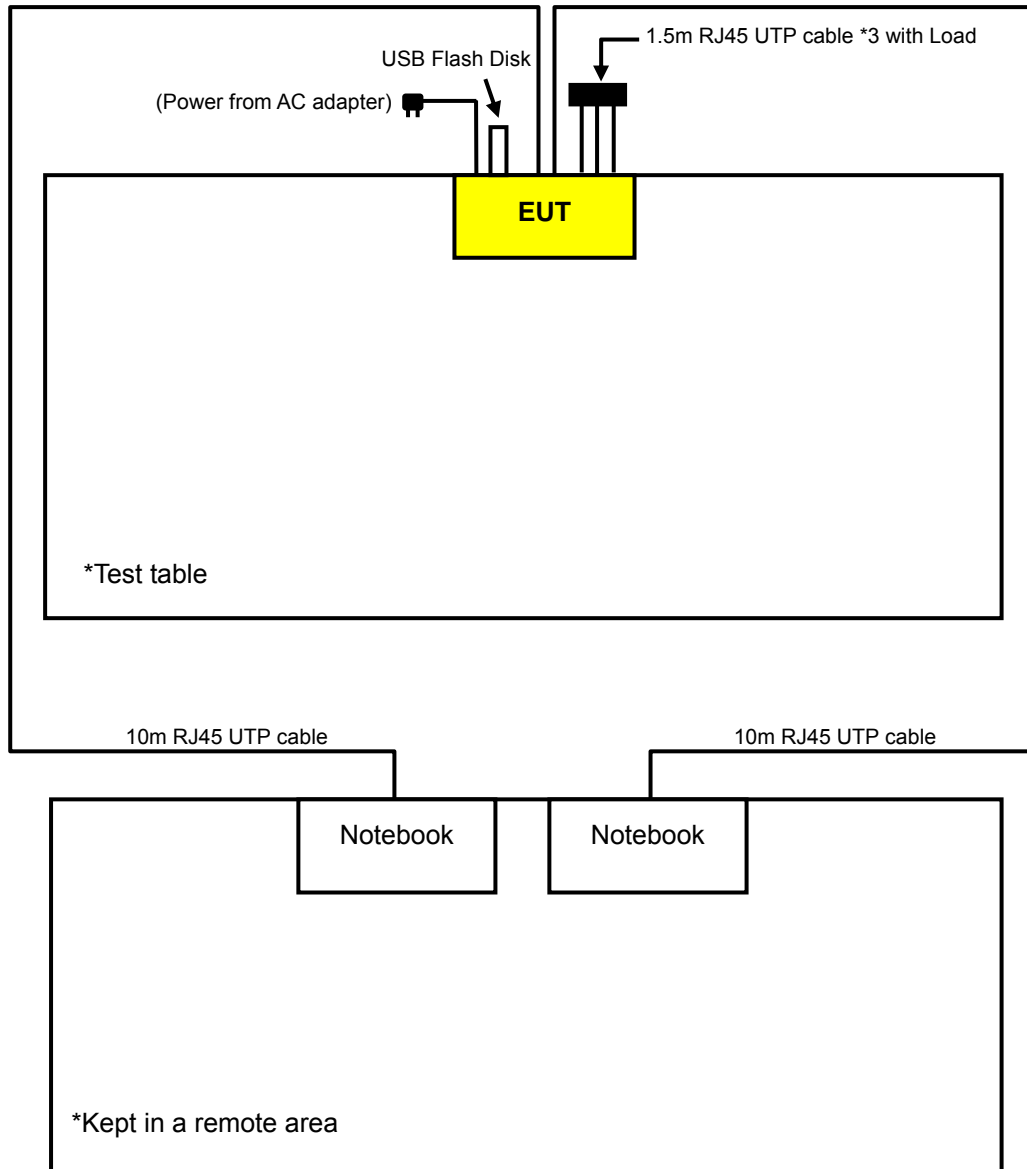 1.5m RJ45 UTP cable *3 with Load
USB Flash Disk
(Power from AC adapter)
EUT
*Test table
10m RJ45 UTP cable
10m RJ45 UTP cable
Notebook
Notebook
*Kept in a remote area